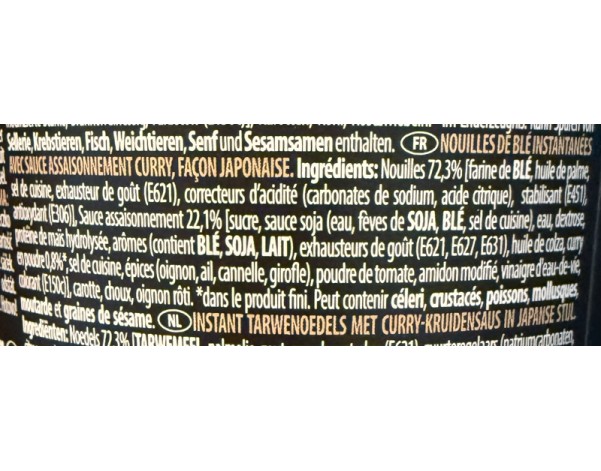 Sellerie, Krebstieren, Fisch, Weichtieren, Senf und Sesamsamen enthalten. FR NOUILLES DE BLÉ INSTANTANÉES
AVEC SAUCE ASSAISONNEMENT CURRY, FAÇON JAPONAISE. Ingrédients: Nouilles 72,3% [farine de BLÉ, huile de palme,
sel de cuisine, exhausteur de goût (E621), correcteurs d'acidité (carbonates de sodium, acide citrique), stabilisant (E451),
antioxydant (E306)], Sauce assaisonnement 22,1% [sucre, sauce soja (eau, fèves de SOJA, BLÉ, sel de cuisine), eau, dextrose,
protéine de maïs hydrolysée, arômes (contient BLÉ, SOJA, LAIT), exhausteurs de goût (E621, E627, E631), huile de colza, curry
en poudre 0,8%* sel de cuisine, épices (oignon, ail, cannelle, girofle), poudre de tomate, amidon modifié, vinaigre d'eau-de-vie,
colorant (E150c)], carotte, choux, oignon rôti. *dans le produit fini. Peut contenir céleri, crustacés, poissons, mollusques,
moutarde et graines de sésame. NL INSTANT TARWENOEDELS MET CURRY-KRUIDENSAUS IN JAPANSE STIJL.
Ingrediënten: Noedels 72,3% [TARWEMEEL, (E621), (natriumcarbonaten,